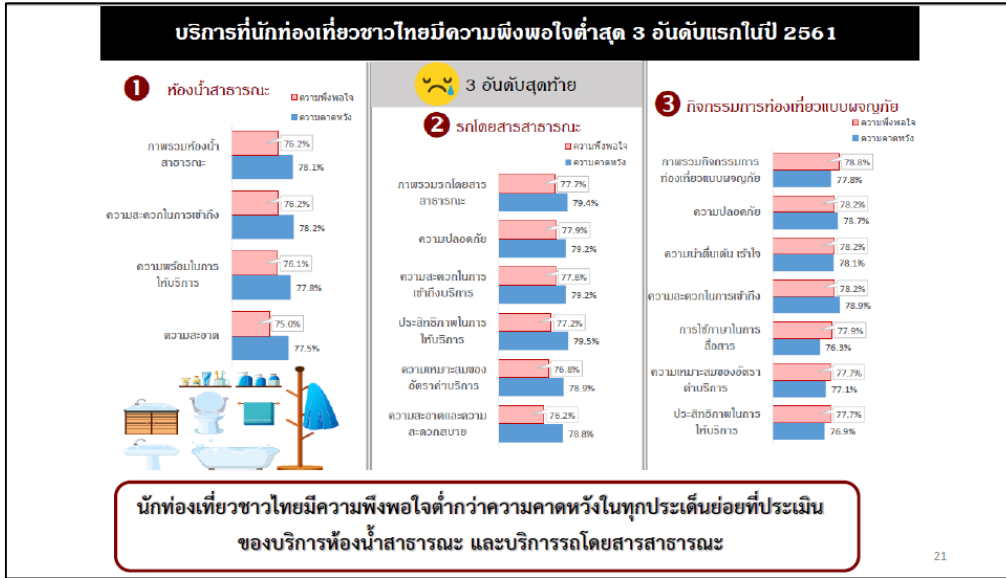 บริการที่นักท่องเที่ยวชาวไทยมีความพึงพอใจต่ำสุด 3 อันดับแรกในปี 2561
1 ห้องน้ำสาธารณะ
ความพึงพอใจ
ความคาดหวัง
ภาพรวมห้องน้ำ
สาธารณะ
76.2%
78.1%
ความสะดวกในการเข้าถึง
76.2%
78.2%
ความพร้อมในการ
ให้บริการ
76.1%
77.8%
ความสะอาด
75.0%
77.5%
3 อันดับสุดท้าย
2 รถโดยสารสาธารณะ
ความพึงพอใจ
ความคาดหวัง
ภาพรวมรถโดยสาร
สาธารณะ
77.7%
79.4%
ความปลอดภัย
77.9%
79.2%
ความสะดวกในการ
เข้าถึงบริการ
77.8%
79.2%
ประสิทธิภาพในการ
ให้บริการ
77.2%
79.5%
ความเหมาะสมของ
อัตราค่าบริการ
76.8%
78.9%
ความสะอาดและความ
สะดวกสบาย
76.2%
78.8%
3 กิจกรรมการท่องเที่ยวแบบผจญภัย
ความพึงพอใจ
ความคาดหวัง
ภาพรวมกิจกรรมการ
ท่องเที่ยวแบบผจญภัย
78.8%
77.8%
ความปลอดภัย
78.2%
78.7%
ความน่าตื่นเต้น เร้าใจ
78.2%
78.1%
ความสะดวกในการเข้าถึง
78.2%
78.9%
การใช้ภาษาในการ
สื่อสาร
77.9%
76.3%
ความเหมาะสมของอัตรา
ค่าบริการ
77.7%
77.1%
ประสิทธิภาพในการ
ให้บริการ
77.7%
76.9%
นักท่องเที่ยวชาวไทยมีความพึงพอใจต่ำกว่าความคาดหวังในทุกประเด็นย่อยที่ประเมิน
ของบริการห้องน้ำสาธารณะ และบริการรถโดยสารสาธารณะ
21